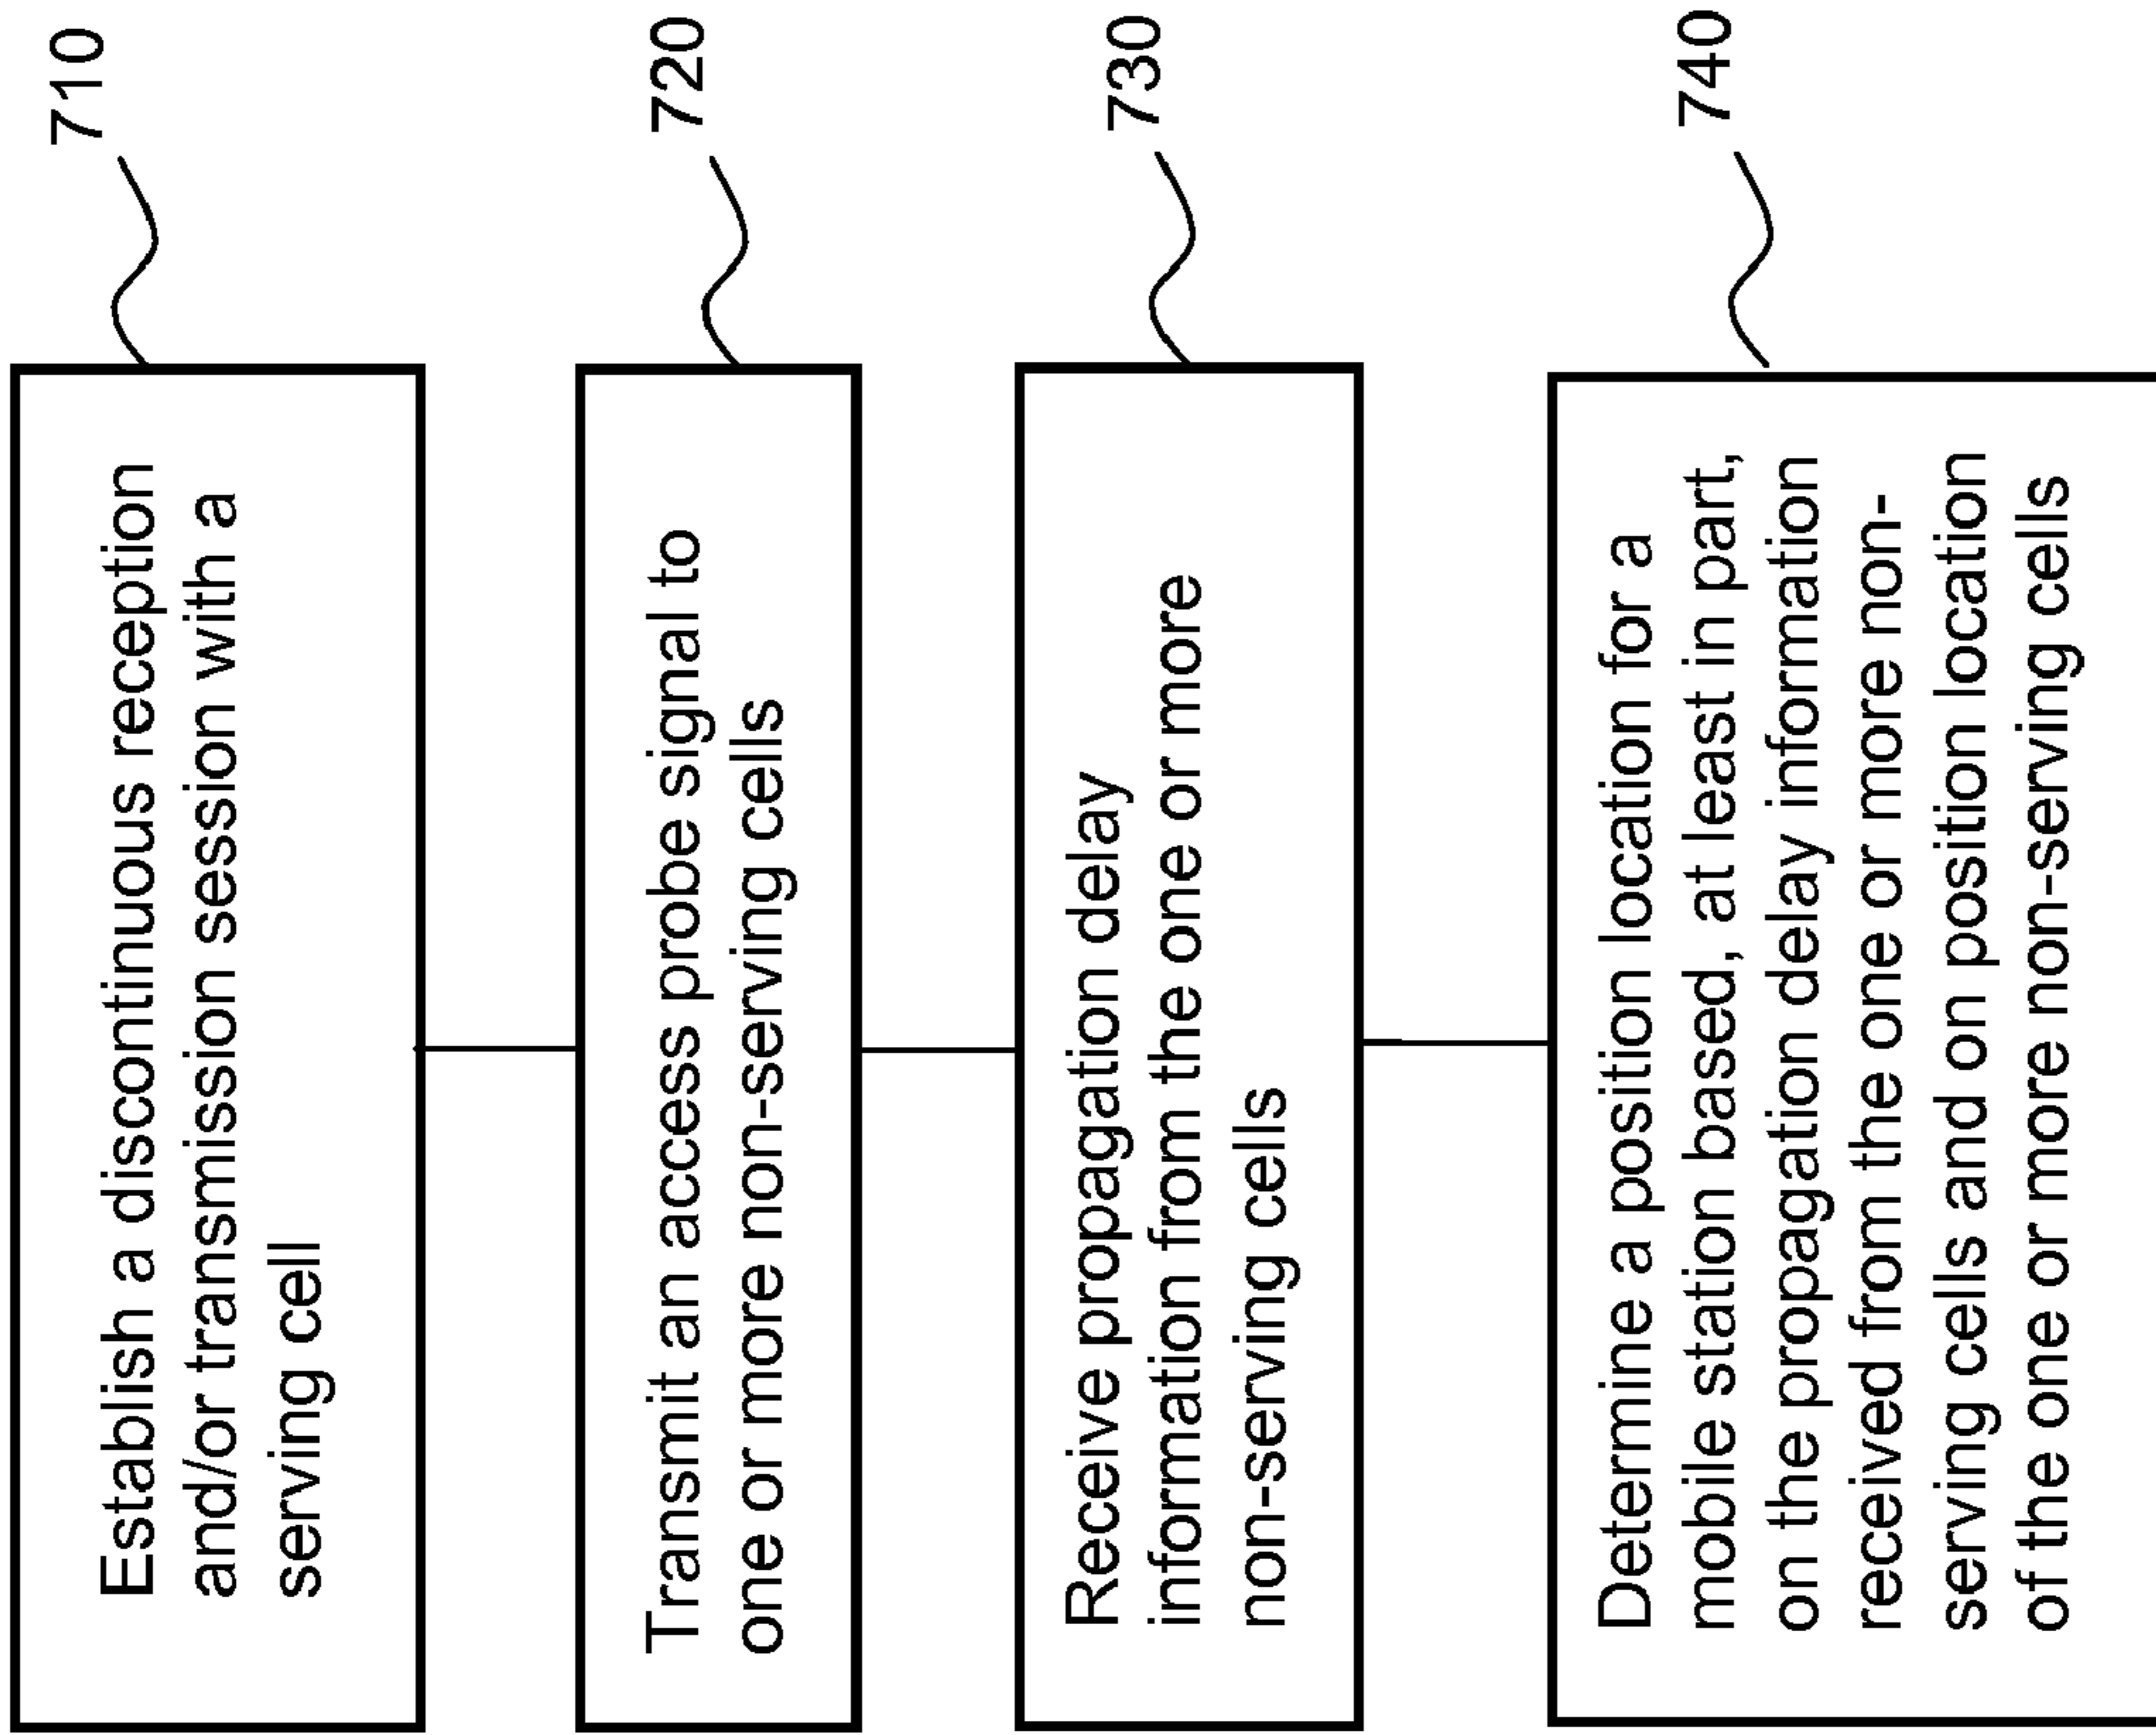 Establish a discontinuous reception
and/or transmission session with a
serving cell
710
Transmit an access probe signal to
one or more non-serving cells
720
Receive propagation delay
information from the one or more
non-serving cells
730
Determine a position location for a
mobile station based, at least in part,
on the propagation delay information
received from the one or more non-
serving cells and on position location
of the one or more non-serving cells
740